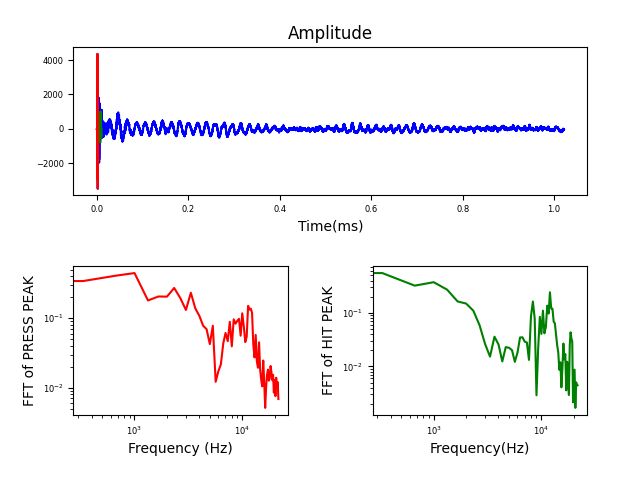 Amplitude
4000
2000
0
−2000
0.0 0.2 0.4 0.6 0.8 1.0
Time(ms)
FFT of PRESS PEAK
10⁻¹
10⁻²
10³ 10⁴
Frequency (Hz)
FFT of HIT PEAK
10⁻¹
10⁻²
10³ 10⁴
Frequency(Hz)